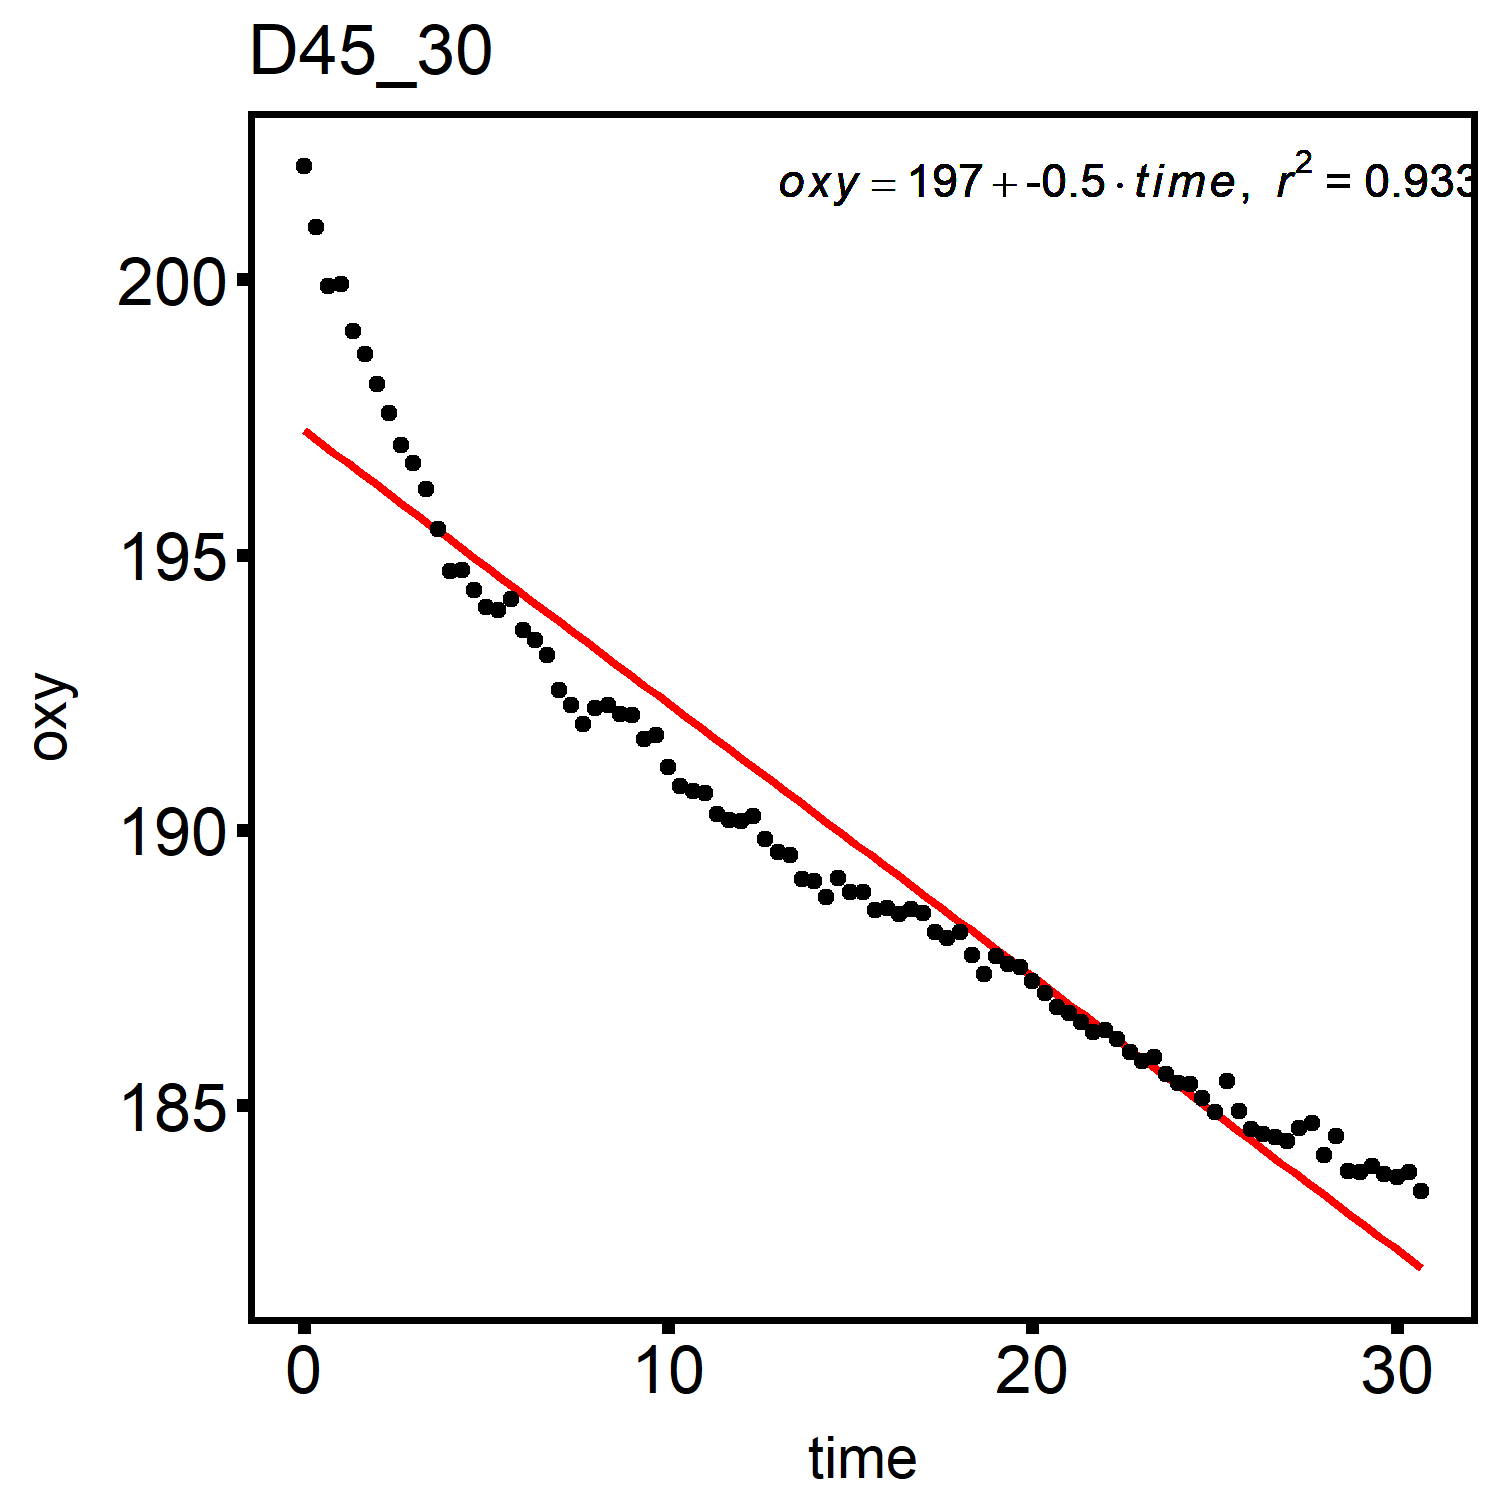 D45_30
oxy = 197 + -0.5 · time, r² = 0.933
200
195
190
185
oxy
0 10 20 30
time